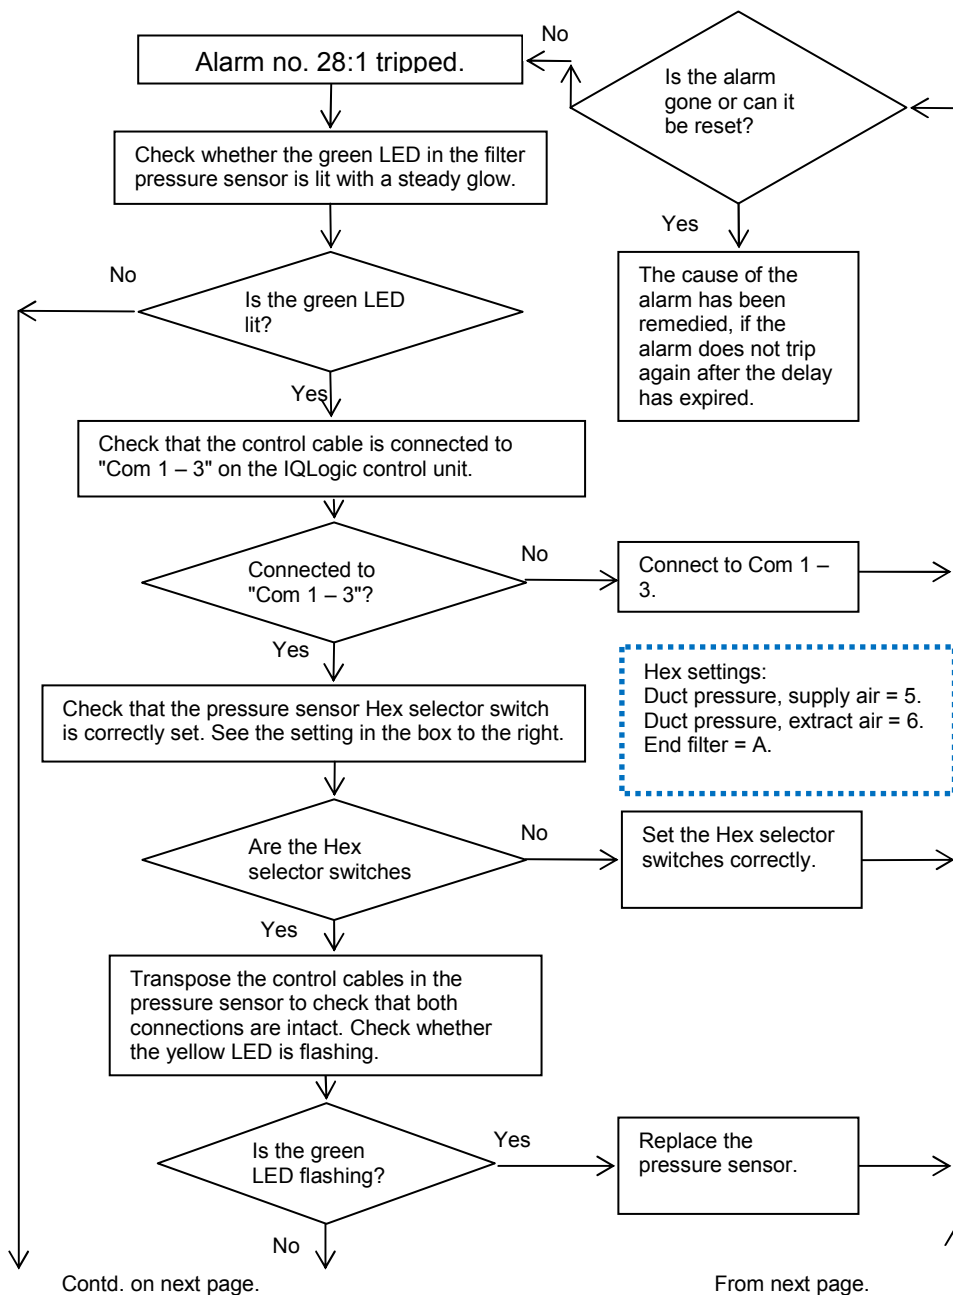 Alarm no. 28:1 tripped.
No
Is the alarm
gone or can it
be reset?
Check whether the green LED in the filter
pressure sensor is lit with a steady glow.
Yes
The cause of the
alarm has been
remedied, if the
alarm does not trip
again after the delay
has expired.
No
Is the green LED
lit?
Yes
Check that the control cable is connected to
"Com 1 – 3" on the IQLogic control unit.
Connected to
"Com 1 – 3"?
No
Connect to Com 1 –
3.
Yes
Check that the pressure sensor Hex selector switch
is correctly set. See the setting in the box to the right.
Hex settings:
Duct pressure, supply air = 5.
Duct pressure, extract air = 6.
End filter = A.
Are the Hex
selector switches
No
Set the Hex selector
switches correctly.
Yes
Transpose the control cables in the
pressure sensor to check that both
connections are intact. Check whether
the yellow LED is flashing.
Is the green
LED flashing?
Yes
Replace the
pressure sensor.
No
Contd. on next page.
From next page.